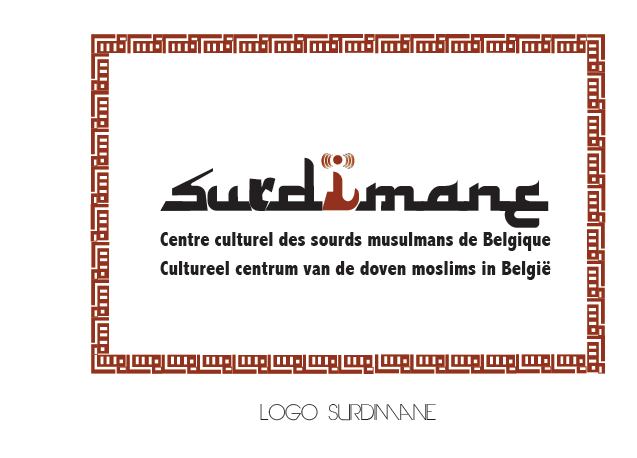 Surdimane
Centre culturel des sourds musulmans de Belgique
Cultureel centrum van de doven moslims in België
LOGO SURDIMANE